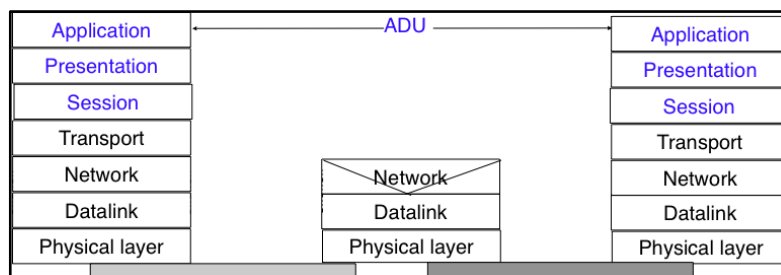 Application
ADU
Application
Presentation
Presentation
Session
Session
Transport
Transport
Network
Network
Network
Datalink
Datalink
Datalink
Physical layer
Physical layer
Physical layer